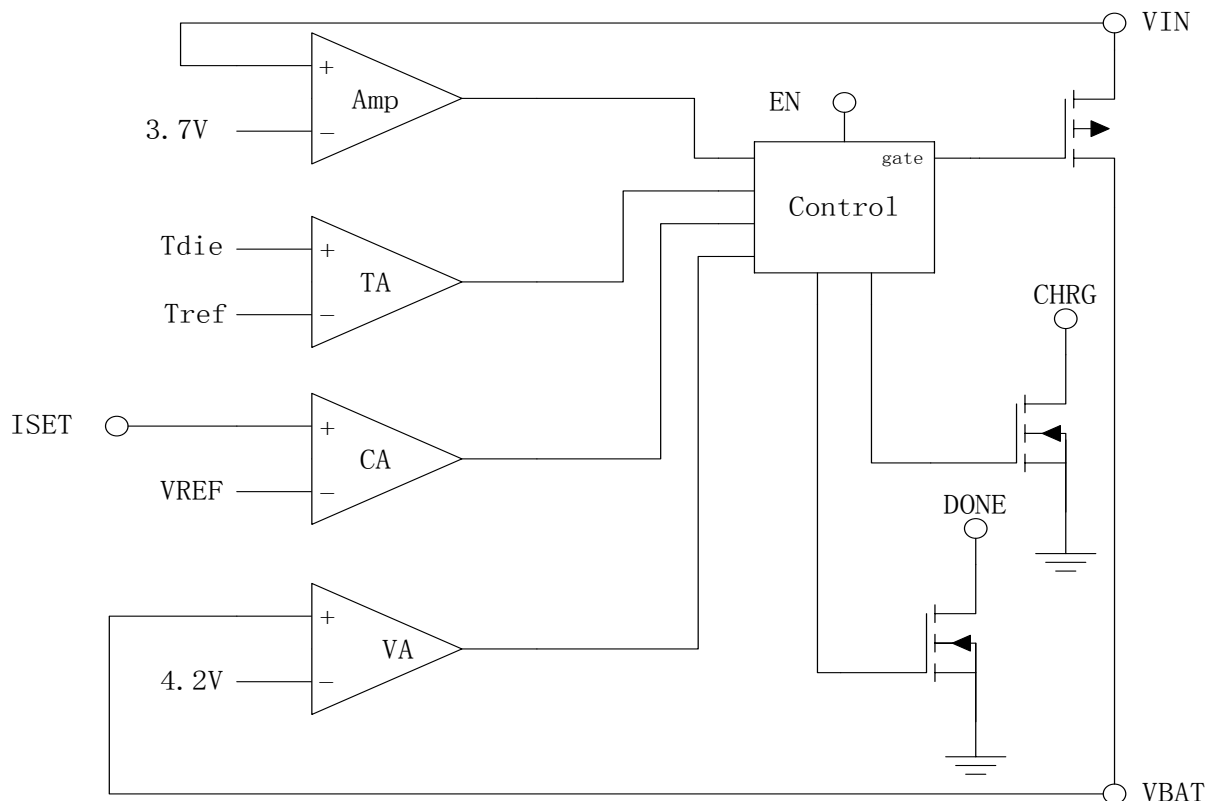 VIN
+
Amp
3.7V
−
EN
gate
Control
Tdie
+
TA
Tref
−
CHRG
ISET
+
CA
VREF
−
DONE
+
VA
4.2V
−
VBAT